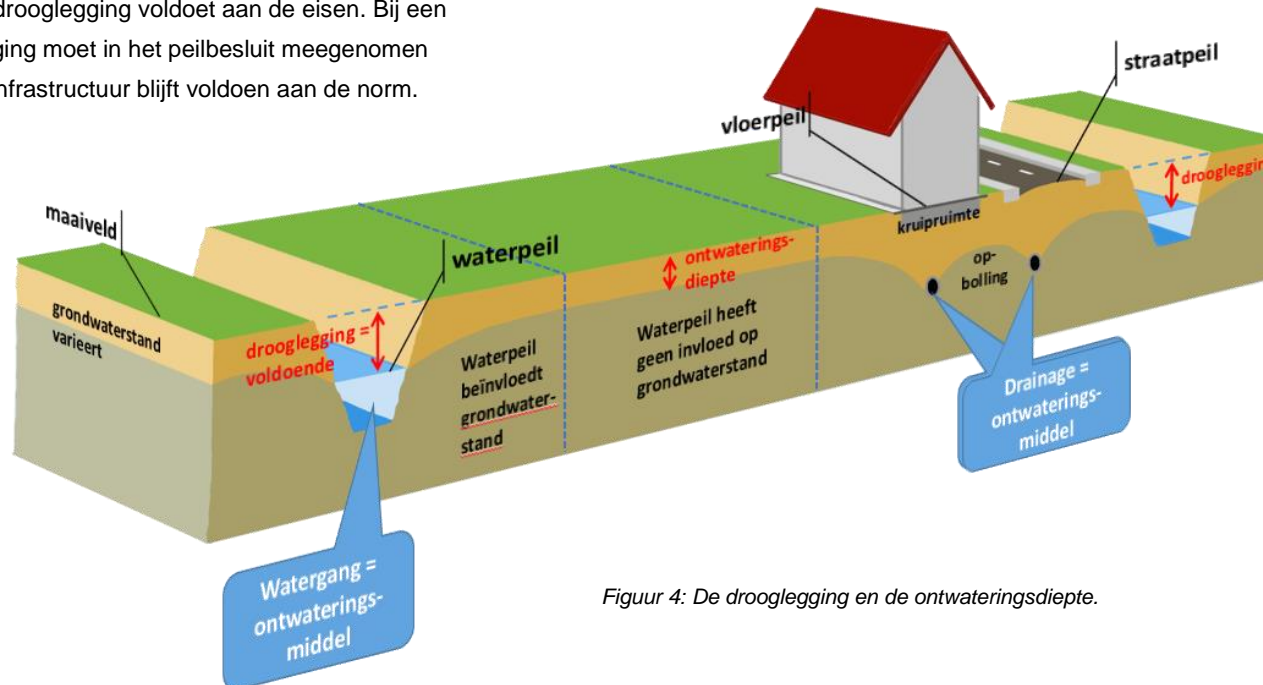 drooglegging voldoet aan de eisen. Bij een
ging moet in het peilbesluit meegenomen
nfrastructuur blijft voldoen aan de norm.
straatpeil
vloerpeil
drooglegging
maaiveld
waterpeil
kruipruimte
ontwaterings-
diepte
op-
bolling
grondwaterstand
varieert
drooglegging =
voldoende
Waterpeil
beïnvloedt
grondwater-
stand
Waterpeil heeft
geen invloed op
grondwaterstand
Drainage =
ontwaterings-
middel
Watergang =
ontwaterings-
middel
Figuur 4: De drooglegging en de ontwateringsdiepte.